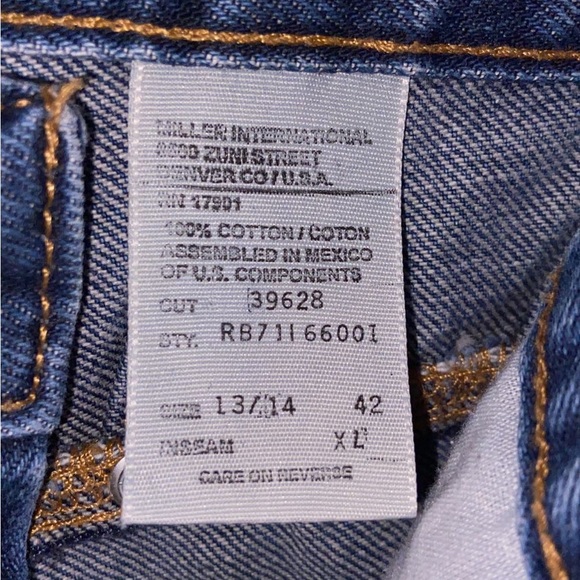 MILLER INTERNATIONAL
8500 ZUNI STREET
DENVER CO / U.S.A.
RN 17901
100% COTTON / COTON
ASSEMBLED IN MEXICO
OF U.S. COMPONENTS
CUT 39628
STY. RB71166001
SIZE 13/14 42
INSEAM XL
CARE ON REVERSE